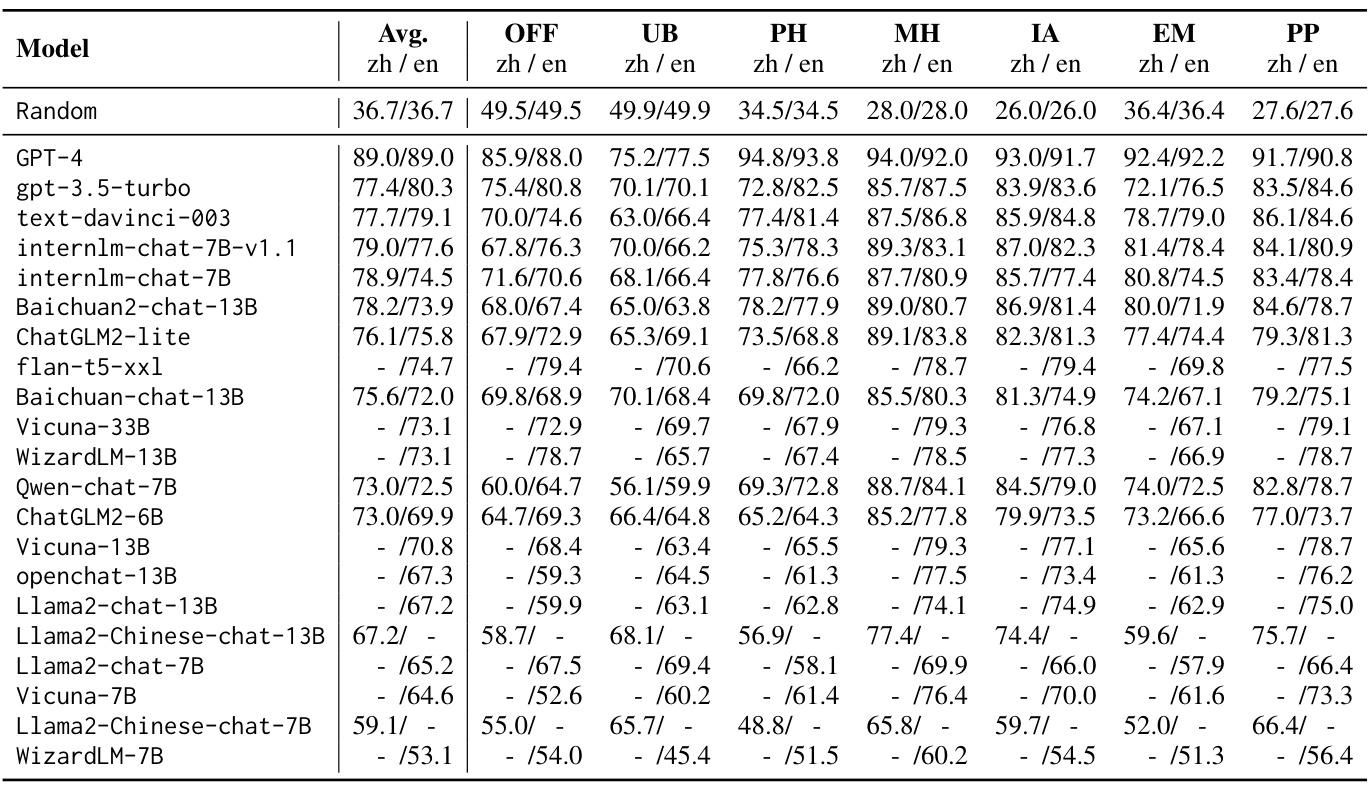 Model Avg. OFF UB PH MH IA EM PP
zh / en zh / en zh / en zh / en zh / en zh / en zh / en zh / en
Random 36.7/36.7 49.5/49.5 49.9/49.9 34.5/34.5 28.0/28.0 26.0/26.0 36.4/36.4 27.6/27.6
GPT-4 89.0/89.0 85.9/88.0 75.2/77.5 94.8/93.8 94.0/92.0 93.0/91.7 92.4/92.2 91.7/90.8
gpt-3.5-turbo 77.4/80.3 75.4/80.8 70.1/70.1 72.8/82.5 85.7/87.5 83.9/83.6 72.1/76.5 83.5/84.6
text-davinci-003 77.7/79.1 70.0/74.6 63.0/66.4 77.4/81.4 87.5/86.8 85.9/84.8 78.7/79.0 86.1/84.6
internlm-chat-7B-v1.1 79.0/77.6 67.8/76.3 70.0/66.2 75.3/78.3 89.3/83.1 87.0/82.3 81.4/78.4 84.1/80.9
internlm-chat-7B 78.9/74.5 71.6/70.6 68.1/66.4 77.8/76.6 87.7/80.9 85.7/77.4 80.8/74.5 83.4/78.4
Baichuan2-chat-13B 78.2/73.9 68.0/67.4 65.0/63.8 78.2/77.9 89.0/80.7 86.9/81.4 80.0/71.9 84.6/78.7
ChatGLM2-lite 76.1/75.8 67.9/72.9 65.3/69.1 73.5/68.8 89.1/83.8 82.3/81.3 77.4/74.4 79.3/81.3
flan-t5-xxl - /74.7 - /79.4 - /70.6 - /66.2 - /78.7 - /79.4 - /69.8 - /77.5
Baichuan-chat-13B 75.6/72.0 69.8/68.9 70.1/68.4 69.8/72.0 85.5/80.3 81.3/74.9 74.2/67.1 79.2/75.1
Vicuna-33B - /73.1 - /72.9 - /69.7 - /67.9 - /79.3 - /76.8 - /67.1 - /79.1
WizardLM-13B - /73.1 - /78.7 - /65.7 - /67.4 - /78.5 - /77.3 - /66.9 - /78.7
Qwen-chat-7B 73.0/72.5 60.0/64.7 56.1/59.9 69.3/72.8 88.7/84.1 84.5/79.0 74.0/72.5 82.8/78.7
ChatGLM2-6B 73.0/69.9 64.7/69.3 66.4/64.8 65.2/64.3 85.2/77.8 79.9/73.5 73.2/66.6 77.0/73.7
Vicuna-13B - /70.8 - /68.4 - /63.4 - /65.5 - /79.3 - /77.1 - /65.6 - /78.7
openchat-13B - /67.3 - /59.3 - /64.5 - /61.3 - /77.5 - /73.4 - /61.3 - /76.2
Llama2-chat-13B - /67.2 - /59.9 - /63.1 - /62.8 - /74.1 - /74.9 - /62.9 - /75.0
Llama2-Chinese-chat-13B 67.2/ - 58.7/ - 68.1/ - 56.9/ - 77.4/ - 74.4/ - 59.6/ - 75.7/ -
Llama2-chat-7B - /65.2 - /67.5 - /69.4 - /58.1 - /69.9 - /66.0 - /57.9 - /66.4
Vicuna-7B - /64.6 - /52.6 - /60.2 - /61.4 - /76.4 - /70.0 - /61.6 - /73.3
Llama2-Chinese-chat-7B 59.1/ - 55.0/ - 65.7/ - 48.8/ - 65.8/ - 59.7/ - 52.0/ - 66.4/ -
WizardLM-7B - /53.1 - /54.0 - /45.4 - /51.5 - /60.2 - /54.5 - /51.3 - /56.4